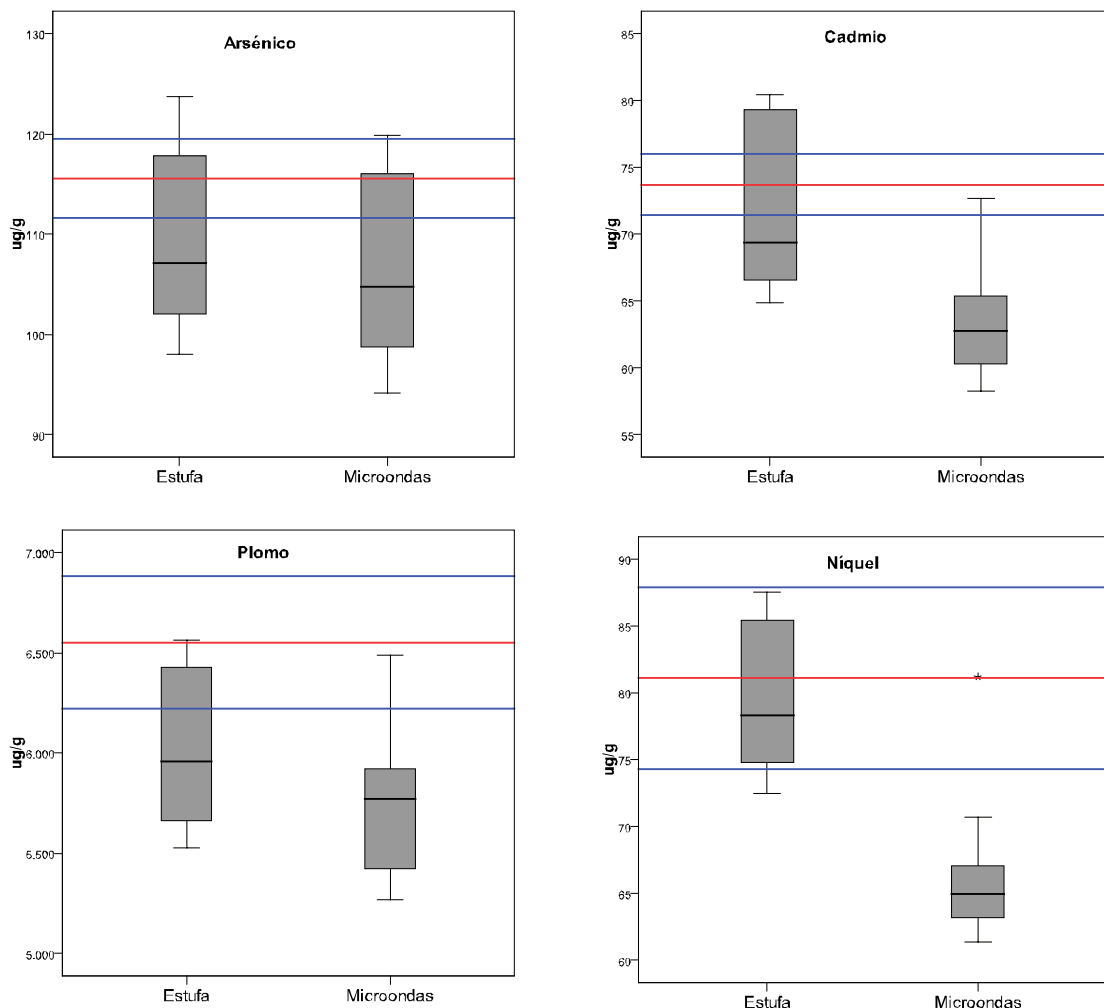 Arsénico
130
120
110
100
90
ug/g
Estufa Microondas
Cadmio
85
80
75
70
65
60
55
ug/g
Estufa Microondas
Plomo
7.000
6.500
6.000
5.500
5.000
ug/g
Estufa Microondas
Níquel
90
85
80
75
70
65
60
ug/g
Estufa Microondas